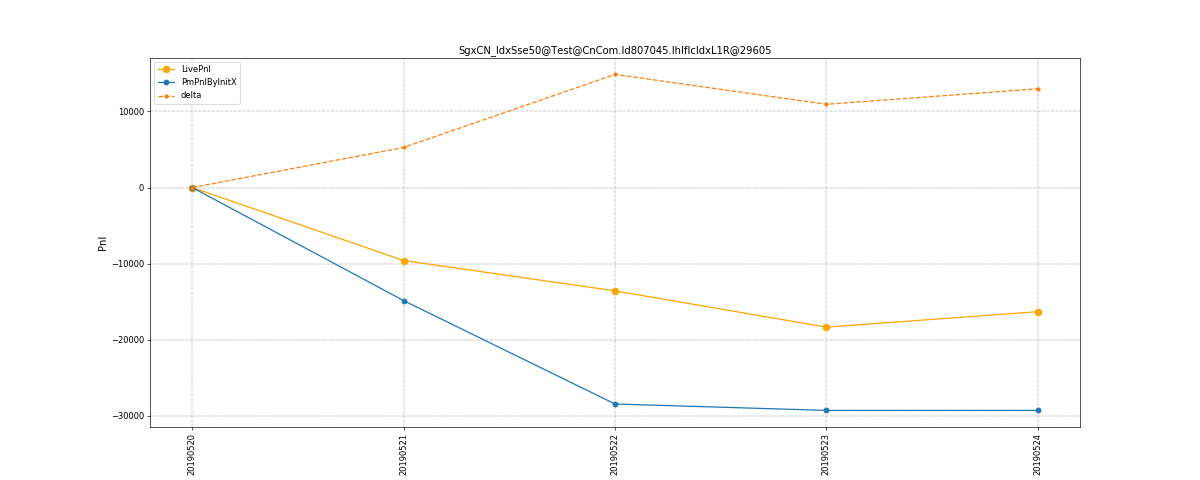 SgxCN_IdxSse50@Test@CnCom.Id807045.IhIfIcIdxL1R@29605
LivePnl
PmPnlByInitX
delta
10000
0
−10000
−20000
−30000
Pnl
20190520
20190521
20190522
20190523
20190524